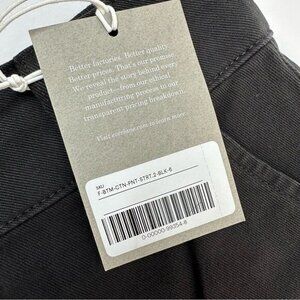 Better factories. Better quality.
Better prices. That's our promise.
We reveal the story behind every
product—from our ethical
manufacturing process to our
transparent pricing breakdown.
Visit everlane.com to learn more.
SKU
F-BTM-CTN-PNT-STRT.2-BLK-6
0-00000-99354-8